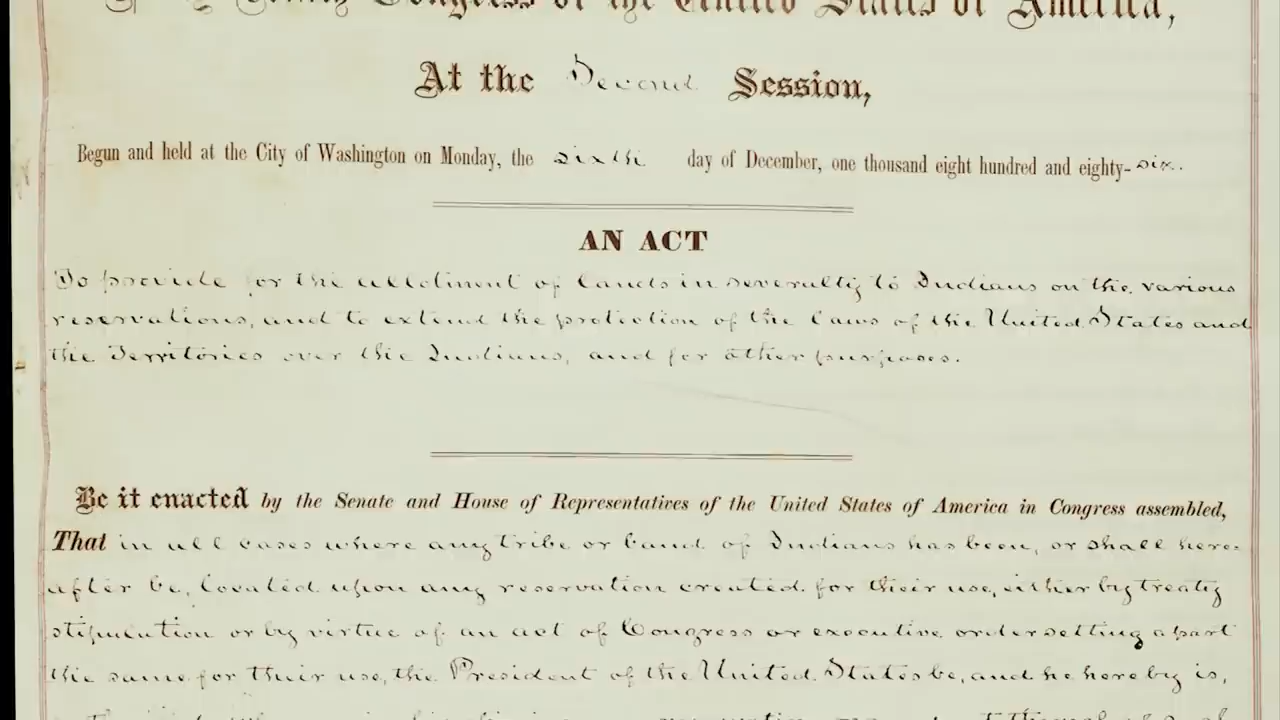 Congress of the United States of America,
At the Second Session,
Begun and held at the City of Washington on Monday, the sixth day of December, one thousand eight hundred and eighty-six.
AN ACT
To provide for the allotment of lands in severalty to Indians on the various
reservations, and to extend the protection of the laws of the United States and
the Territories over the Indians, and for other purposes.
Be it enacted by the Senate and House of Representatives of the United States of America in Congress assembled,
That in all cases where any tribe or band of Indians has been, or shall here-
after be, located upon any reservation created for their use, either by treaty
stipulation or by virtue of an act of Congress or executive order setting apart
the same for their use, the President of the United States be, and he hereby is,